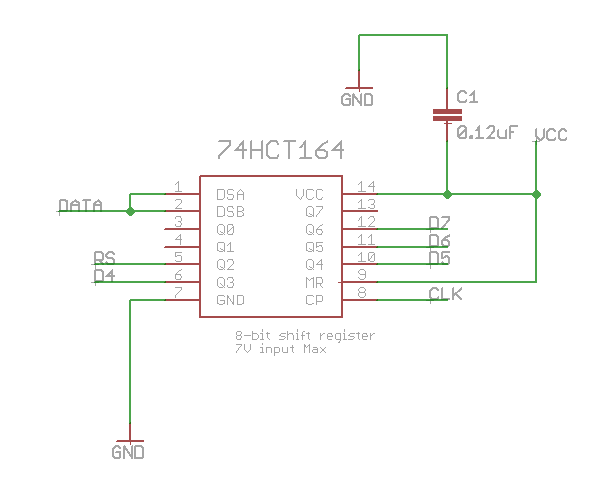 GND
C1
0.12uF
VCC
74HCT164
1 DSA VCC 14
DATA
2 DSB Q7 13
3 Q0 Q6 12 D7
4 Q1 Q5 11 D6
RS 5 Q2 Q4 10 D5
D4 6 Q3 MR 9
7 GND CP 8 CLK
8-bit shift register
7V input Max
GND